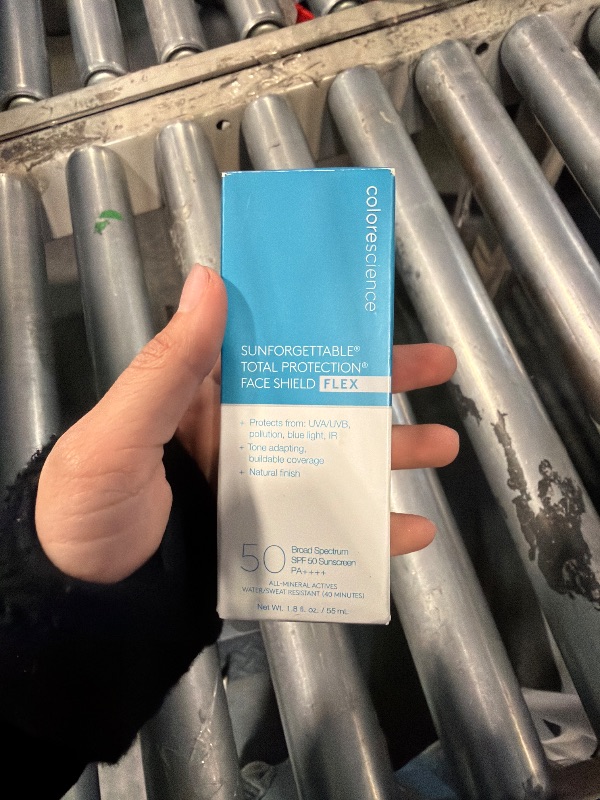 colorescience®
SUNFORGETTABLE®
TOTAL PROTECTION®
FACE SHIELD FLEX
+ Protects from: UVA/UVB,
pollution, blue light, IR
+ Tone adapting,
buildable coverage
+ Natural finish
50 Broad Spectrum
SPF 50 Sunscreen
PA++++
ALL-MINERAL ACTIVES
WATER/SWEAT RESISTANT (40 MINUTES)
Net Wt. 1.8 fl. oz. / 55 mL